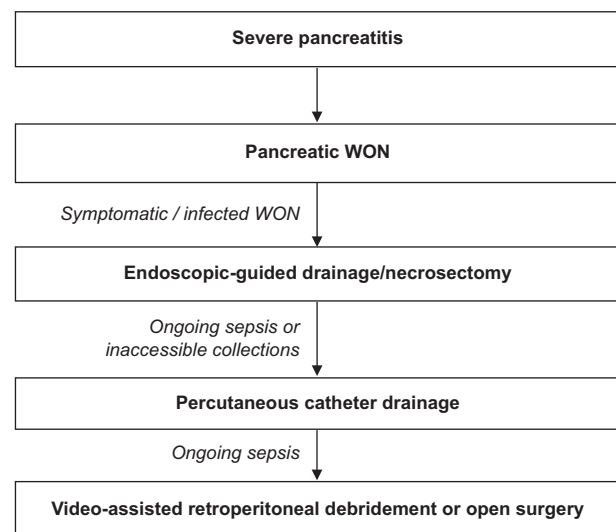 Severe pancreatitis
Pancreatic WON
Symptomatic / infected WON
Endoscopic-guided drainage/necrosectomy
Ongoing sepsis or
inaccessible collections
Percutaneous catheter drainage
Ongoing sepsis
Video-assisted retroperitoneal debridement or open surgery